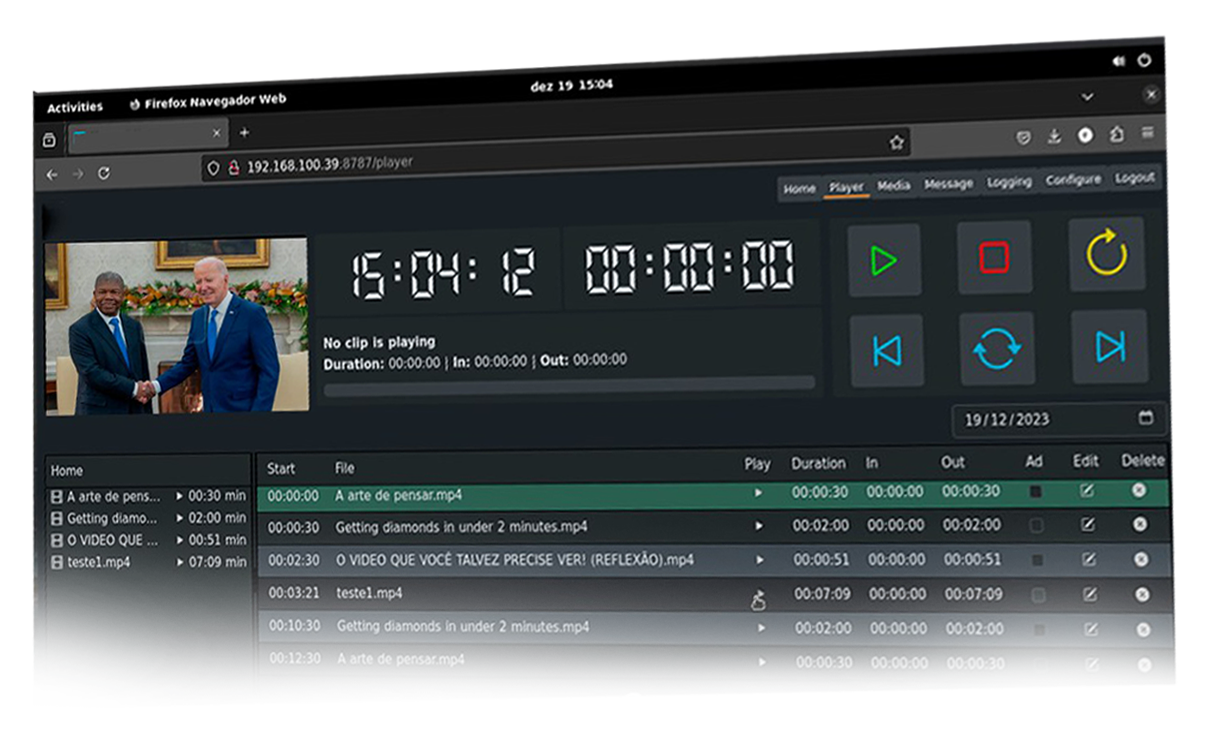 Activities Firefox Navegador Web dez 19 15:04
192.168.100.39:8787/player
Home Player Media Message Logging Configure Logout
15:04:12 00:00:00
No clip is playing
Duration: 00:00:00 | In: 00:00:00 | Out: 00:00:00
19/12/2023
Home
A arte de pens... 00:30 min
Getting diamo... 02:00 min
O VIDEO QUE ... 00:51 min
teste1.mp4 07:09 min
Start File Play Duration In Out Ad Edit Delete
00:00:00 A arte de pensar.mp4 00:00:30 00:00:00 00:00:30
00:00:30 Getting diamonds in under 2 minutes.mp4 00:02:00 00:00:00 00:02:00
00:02:30 O VIDEO QUE VOCÊ TALVEZ PRECISE VER! (REFLEXÃO).mp4 00:00:51 00:00:00 00:00:51
00:03:21 teste1.mp4 00:07:09 00:00:00 00:07:09
00:10:30 Getting diamonds in under 2 minutes.mp4 00:02:00 00:00:00 00:02:00
00:12:30 A arte de pensar.mp4 00:00:30 00:00:00 00:00:30